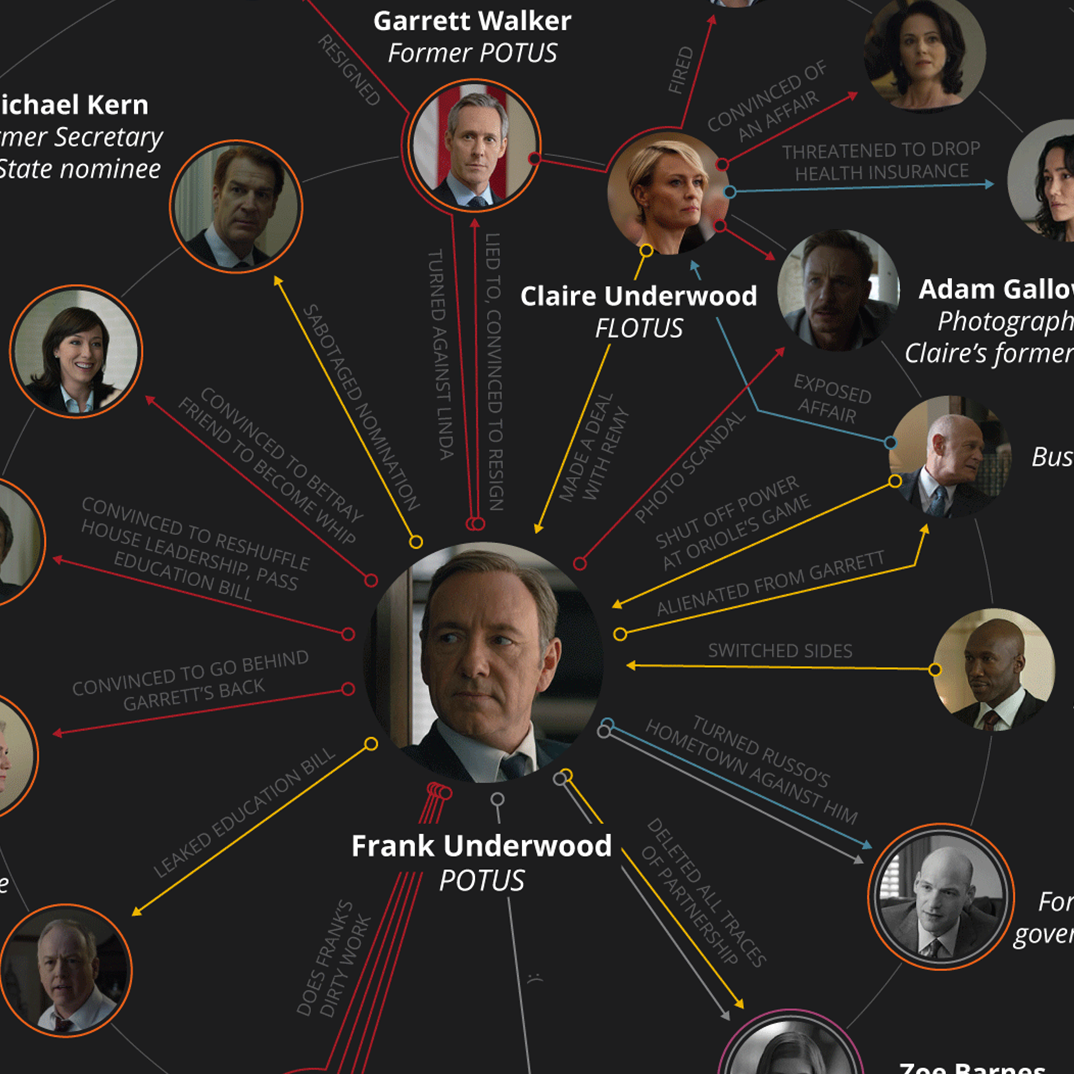 Garrett Walker
Former POTUS
RESIGNED
FIRED
CONVINCED OF
AN AFFAIR
ichael Kern
rmer Secretary
State nominee
THREATENED TO DROP
HEALTH INSURANCE
TURNED AGAINST LINDA
LIED TO, CONVINCED TO RESIGN
Claire Underwood
FLOTUS
Adam Gallo
Photograph
Claire’s former
SABOTAGED NOMINATION
CONVINCED TO BETRAY
FRIEND TO BECOME WHIP
MADE A DEAL
WITH REMY
PHOTO SCANDAL
EXPOSED
AFFAIR
Bus
SHUT OFF POWER
AT ORIOLE'S GAME
CONVINCED TO RESHUFFLE
HOUSE LEADERSHIP, PASS
EDUCATION BILL
ALIENATED FROM GARRETT
SWITCHED SIDES
CONVINCED TO GO BEHIND
GARRETT'S BACK
TURNED RUSSO'S
HOMETOWN AGAINST HIM
LEAKED EDUCATION BILL
Frank Underwood
POTUS
DELETED ALL TRACES
OF PARTNERSHIP
e
For
gover
DOES FRANK'S
DIRTY WORK
:(
Zoe Barnes